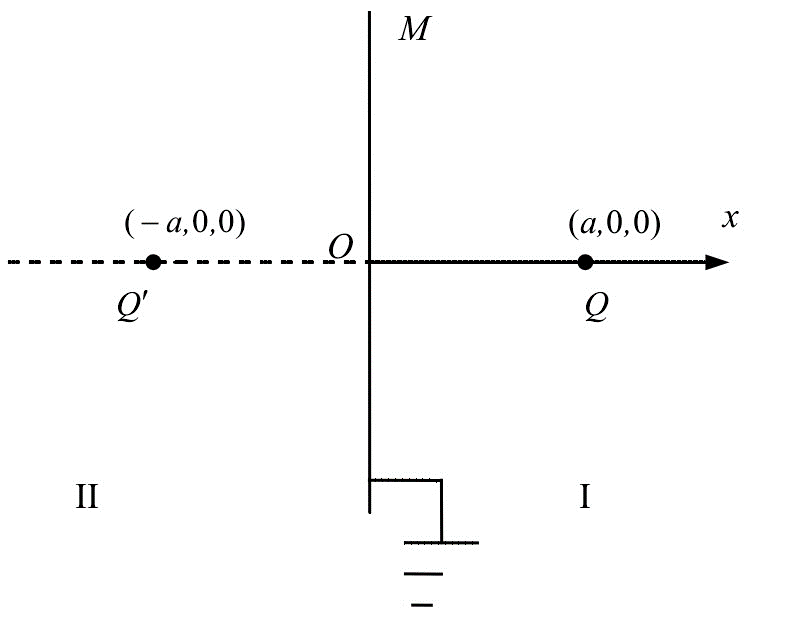 M
(– a,0,0)
(a,0,0)
x
O
Q′
Q
II
I